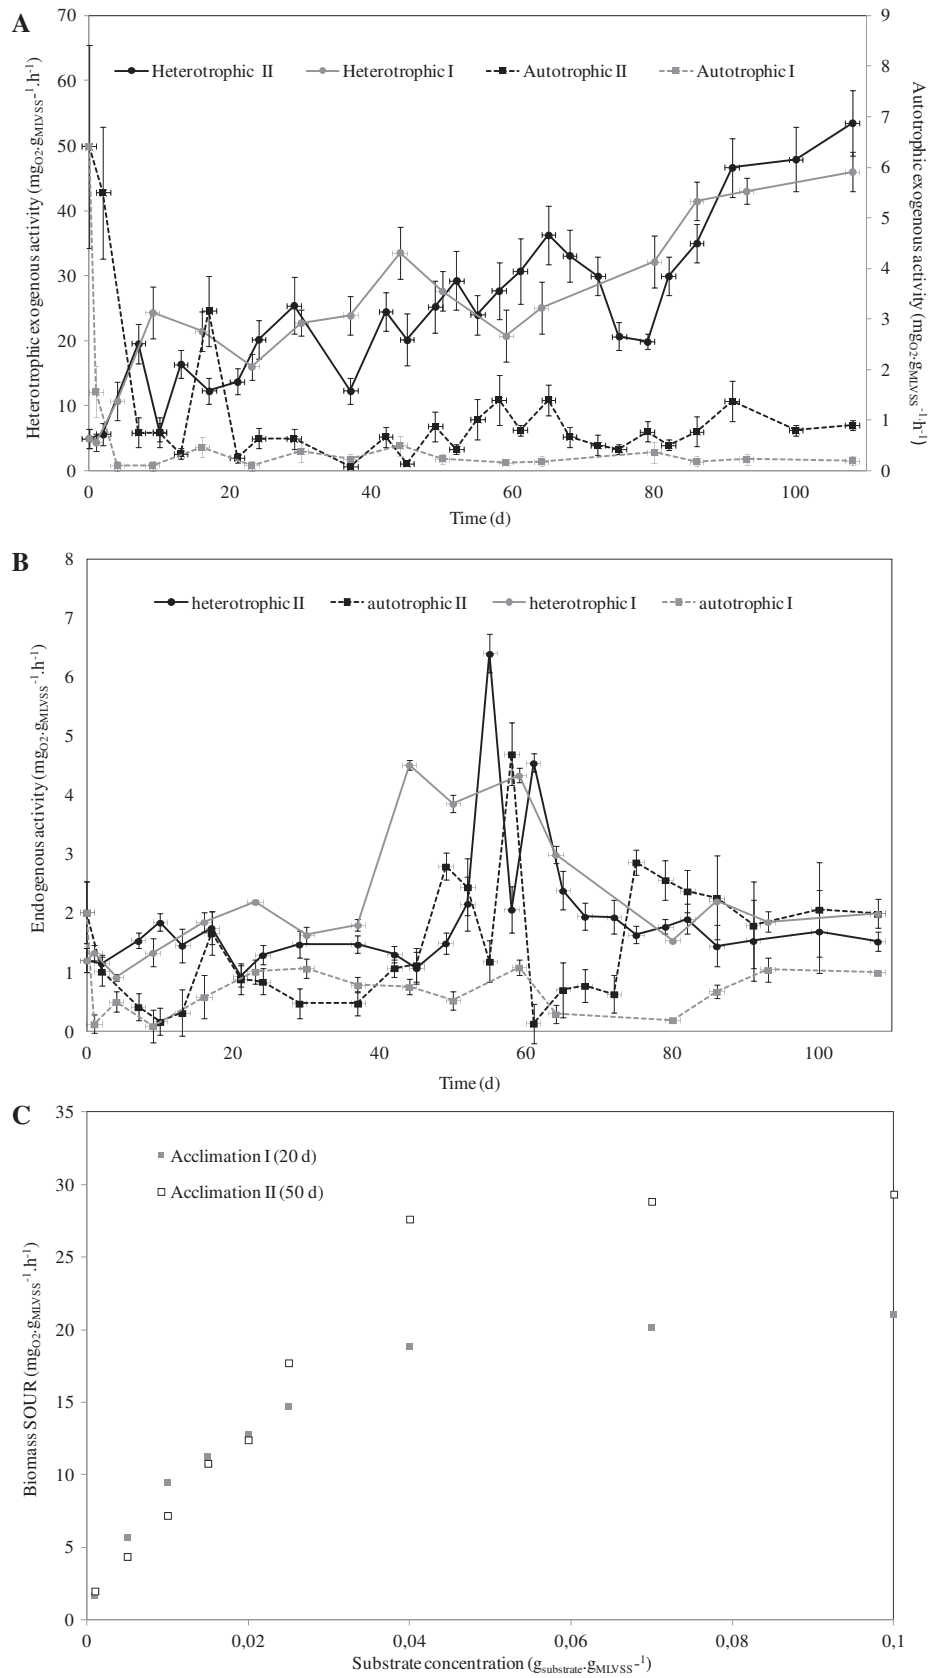 A
70
60
50
40
30
20
10
0
Heterotrophic exogenous activity (mgO2.gMLVSS-1.h-1)
Heterotrophic II
Heterotrophic I
Autotrophic II
Autotrophic I
9
8
7
6
5
4
3
2
1
0
Autotrophic exogenous activity (mgO2.gMLVSS-1.h-1)
0 20 40 60 80 100
Time (d)
B
8
7
6
5
4
3
2
1
0
Endogenous activity (mgO2.gMLVSS-1.h-1)
heterotrophic II
autotrophic II
heterotrophic I
autotrophic I
0 20 40 60 80 100
Time (d)
C
35
30
25
20
15
10
5
0
Biomass SOUR (mgO2.gMLVSS-1.h-1)
Acclimation I (20 d)
Acclimation II (50 d)
0 0,02 0,04 0,06 0,08 0,1
Substrate concentration (gsubstrate.gMLVSS-1)